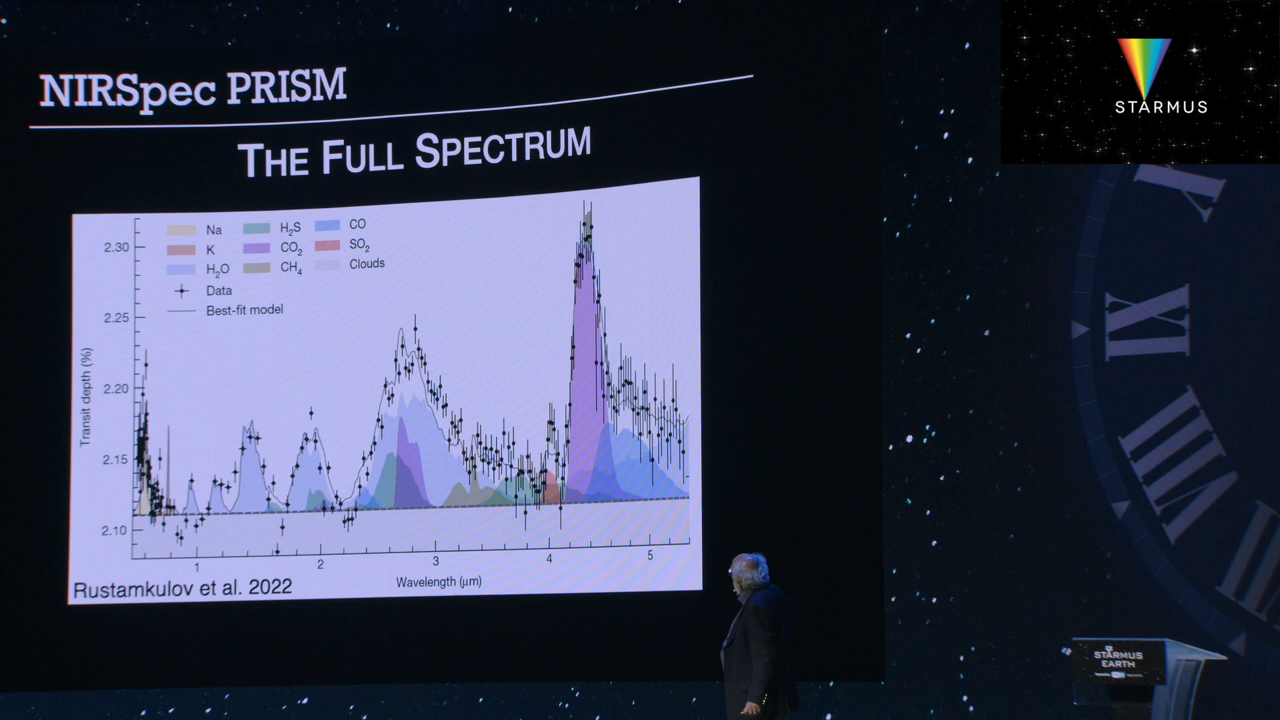 NIRSpec PRISM
THE FULL SPECTRUM
Na
K
H₂O
H₂S
CO₂
CH₄
CO
SO₂
Clouds
Data
Best-fit model
2.30
2.25
2.20
2.15
2.10
Transit depth (%)
1 2 3 4 5
Wavelength (μm)
Rustamkulov et al. 2022
STARMUS
IX
VIII
STARMUS
EARTH